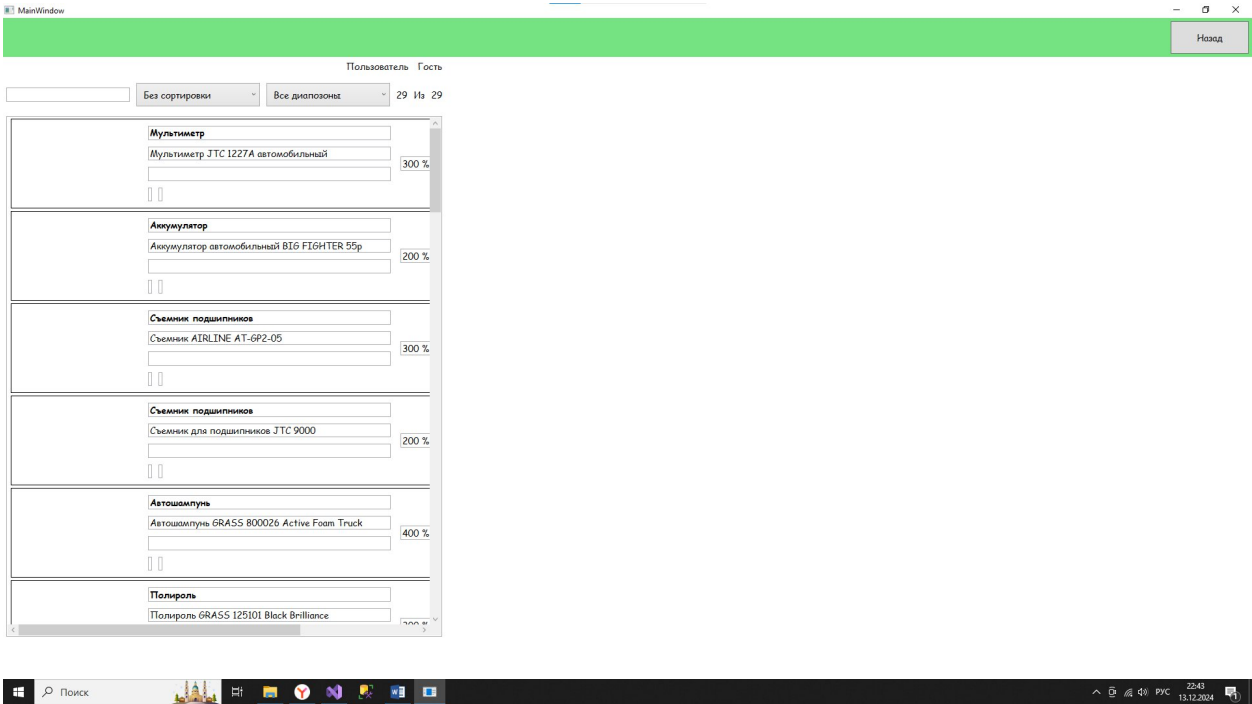 MainWindow
Назад
Пользователь Гость
Без сортировки Все диапозоны 29 Из 29
Мультиметр
Мультиметр JTC 1227A автомобильный
300 %
Аккумулятор
Аккумулятор автомобильный BIG FIGHTER 55p
200 %
Съемник подшипников
Съемник AIRLINE AT-GP2-05
300 %
Съемник подшипников
Съемник для подшипников JTC 9000
200 %
Автошампунь
Автошампунь GRASS 800026 Active Foam Truck
400 %
Полироль
Полироль GRASS 125101 Black Brilliance
Поиск
РУС
22:43
13.12.2024